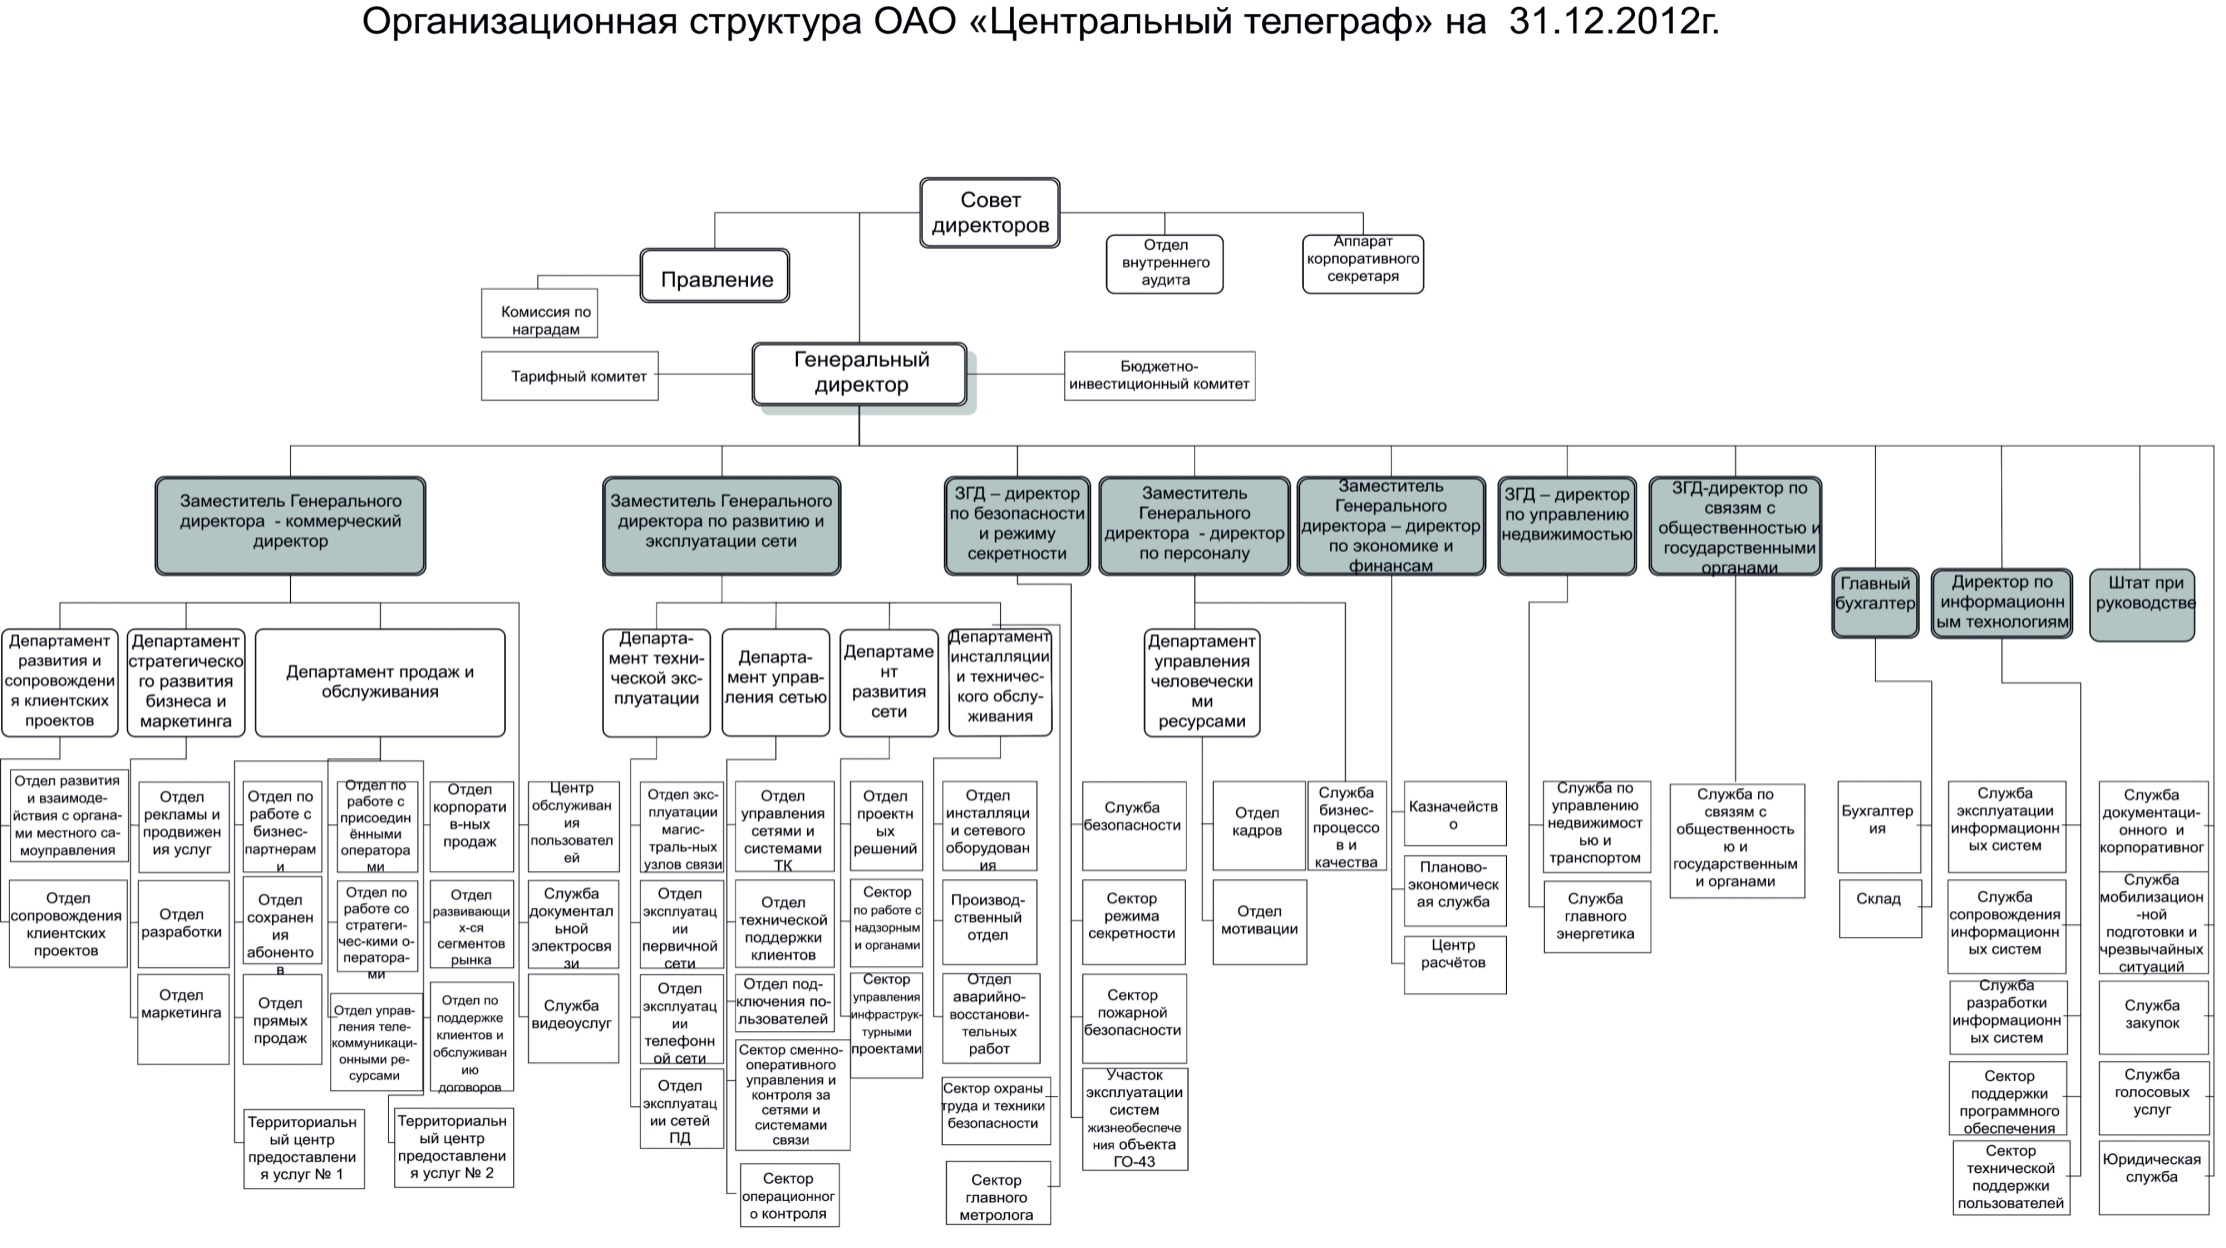 Организационная структура ОАО «Центральный телеграф» на 31.12.2012г.
Совет
директоров
Правление
Отдел
внутреннего
аудита
Аппарат
корпоративного
секретаря
Комиссия по
наградам
Тарифный комитет
Генеральный
директор
Бюджетно-
инвестиционный комитет
Заместитель Генерального
директора - коммерческий
директор
Заместитель Генерального
директора по развитию и
эксплуатации сети
ЗГД – директор
по безопасности
и режиму
секретности
Заместитель
Генерального
директора - директор
по персоналу
Заместитель
Генерального
директора – директор
по экономике и
финансам
ЗГД – директор
по управлению
недвижимостью
ЗГД-директор по
связям с
общественностью и
государственными
органами
Главный
бухгалтер
Директор по
информационн
ым технологиям
Штат при
руководстве
Департамент
развития и
сопровождени
я клиентских
проектов
Департамент
стратегическо
го развития
бизнеса и
маркетинга
Департамент продаж и
обслуживания
Департа-
мент техни-
ческой экс-
плуатации
Департа-
мент управ-
ления сетью
Департаме
нт
развития
сети
Департамент
инсталляции
и техничес-
кого обслу-
живания
Департамент
управления
человечески
ми
ресурсами
Отдел развития
и взаимоде-
йствия с органа-
ми местного са-
моуправления
Отдел
рекламы и
продвижен
ия услуг
Отдел по
работе с
бизнес-
партнерам
и
Отдел по
работе с
присоедин
ёнными
оператора
ми
Отдел
корпорати
в-ных
продаж
Центр
обслуживан
ия
пользовател
ей
Отдел экс-
плуатации
магис-
траль-ных
узлов связи
Отдел
управления
сетями и
системами
ТК
Отдел
проектн
ых
решений
Отдел
инсталляци
и сетевого
оборудован
ия
Служба
безопасности
Отдел
кадров
Служба
бизнес-
процессо
в и
качества
Казначейств
о
Служба по
управлению
недвижимост
ью и
транспортом
Служба по
связям с
общественность
ю и
государственным
и органами
Бухгалтер
ия
Служба
эксплуатации
информационн
ых систем
Служба
документаци-
онного и
корпоративног
Отдел
сопровождения
клиентских
проектов
Отдел
разработки
Отдел
сохранен
ия
абоненто
в
Отдел по
работе со
стратеги-
чес-кими о-
ператора-
ми
Отдел
развивающи
х-ся
сегментов
рынка
Служба
документал
ьной
электросвя
зи
Отдел
эксплуатац
ии
первичной
сети
Отдел
технической
поддержки
клиентов
Сектор
по работе с
надзорным
и органами
Производ-
ственный
отдел
Сектор
режима
секретности
Отдел
мотивации
Планово-
экономическ
ая служба
Центр
расчётов
Служба
главного
энергетика
Склад
Служба
сопровождения
информационн
ых систем
Служба
мобилизацион
-ной
подготовки и
чрезвычайных
ситуаций
Отдел
маркетинга
Отдел
прямых
продаж
Отдел управ-
ления теле-
коммуникаци-
онными ре-
сурсами
Отдел по
поддержке
клиентов и
обслуживан
ию
договоров
Служба
видеоуслуг
Отдел
эксплуатац
ии
телефонн
ой сети
Отдел под-
ключения по-
льзователей
Сектор
управления
инфраструк-
турными
проектами
Отдел
аварийно-
восстанови-
тельных
работ
Сектор
пожарной
безопасности
Служба
разработки
информационн
ых систем
Служба
закупок
Территориальн
ый центр
предоставлени
я услуг № 1
Территориальн
ый центр
предоставлени
я услуг № 2
Отдел
эксплуатац
ии сетей
ПД
Сектор сменно-
оперативного
управления и
контроля за
сетями и
системами
связи
Сектор охраны
труда и техники
безопасности
Участок
эксплуатации
систем
жизнеобеспече
ния объекта
ГО-43
Сектор
поддержки
программного
обеспечения
Служба
голосовых
услуг
Сектор
операционног
о контроля
Сектор
главного
метролога
Сектор
технической
поддержки
пользователей
Юридическая
служба